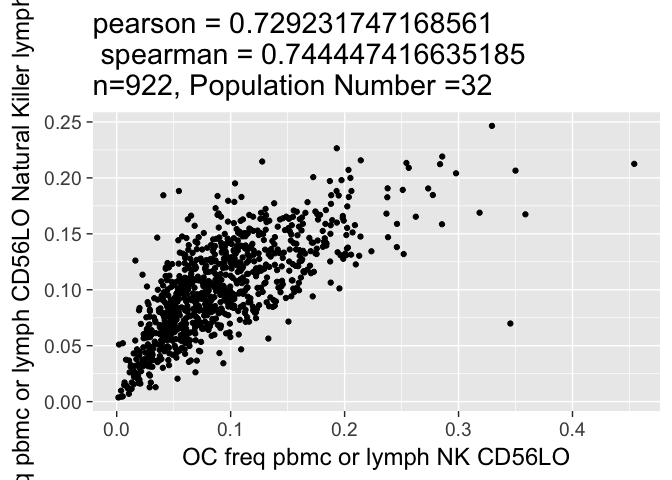 pearson = 0.729231747168561
spearman = 0.744447416635185
n=922, Population Number =32
pbmc or lymph CD56LO Natural Killer
0.25
0.20
0.15
0.10
0.05
0.00
0.0 0.1 0.2 0.3 0.4
OC freq pbmc or lymph NK CD56LO